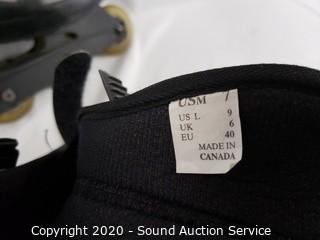 USM 7
US L 9
UK 6
EU 40
MADE IN
CANADA
Copyright 2020 - Sound Auction Service